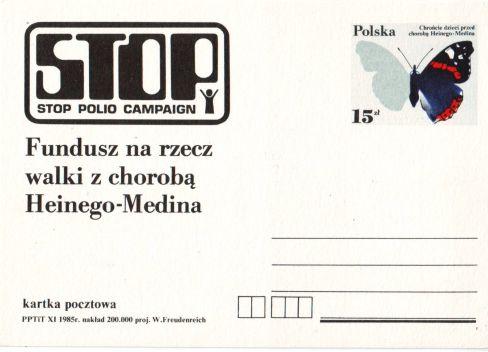 STOP
STOP POLIO CAMPAIGN
Fundusz na rzecz
walki z chorobą
Heinego-Medina
Polska
Chrońcie dzieci przed
chorobą Heinego-Medina
15 zł
kartka pocztowa
PPTiT XI 1985r. nakład 200.000 proj. W.Freudenreich